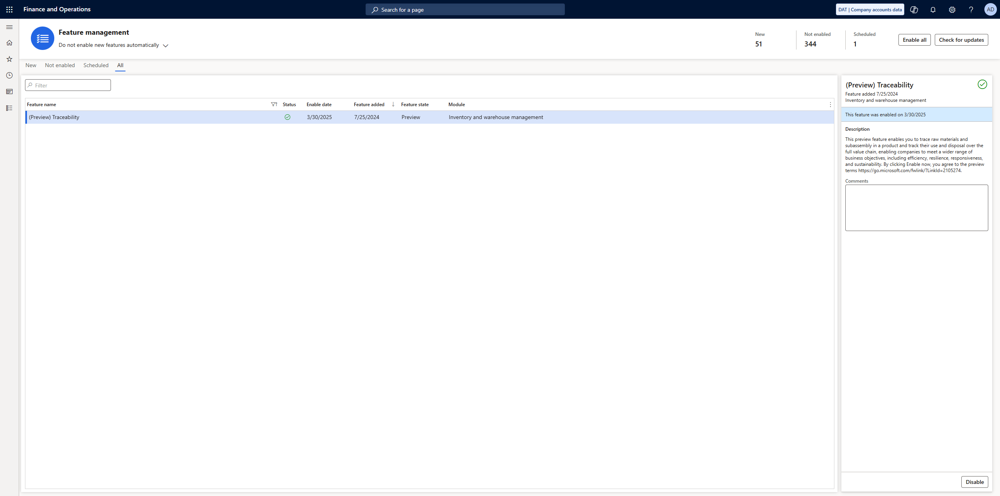 Finance and Operations
Search for a page
DAT | Company accounts data
AD
Feature management
Do not enable new features automatically
New
51
Not enabled
344
Scheduled
1
Enable all
Check for updates
New
Not enabled
Scheduled
All
Filter
Feature name
Status
Enable date
Feature added
Feature state
Module
(Preview) Traceability
3/30/2025
7/25/2024
Preview
Inventory and warehouse management
(Preview) Traceability
Feature added 7/25/2024
Inventory and warehouse management
This feature was enabled on 3/30/2025
Description
This preview feature enables you to trace raw materials and
subassembly in a product and track their use and disposal over the
full value chain, enabling companies to meet a wider range of
business objectives, including efficiency, resilience, responsiveness,
and sustainability. By clicking Enable now, you agree to the preview
terms https://go.microsoft.com/fwlink/?LinkId=2105274.
Comments
Disable